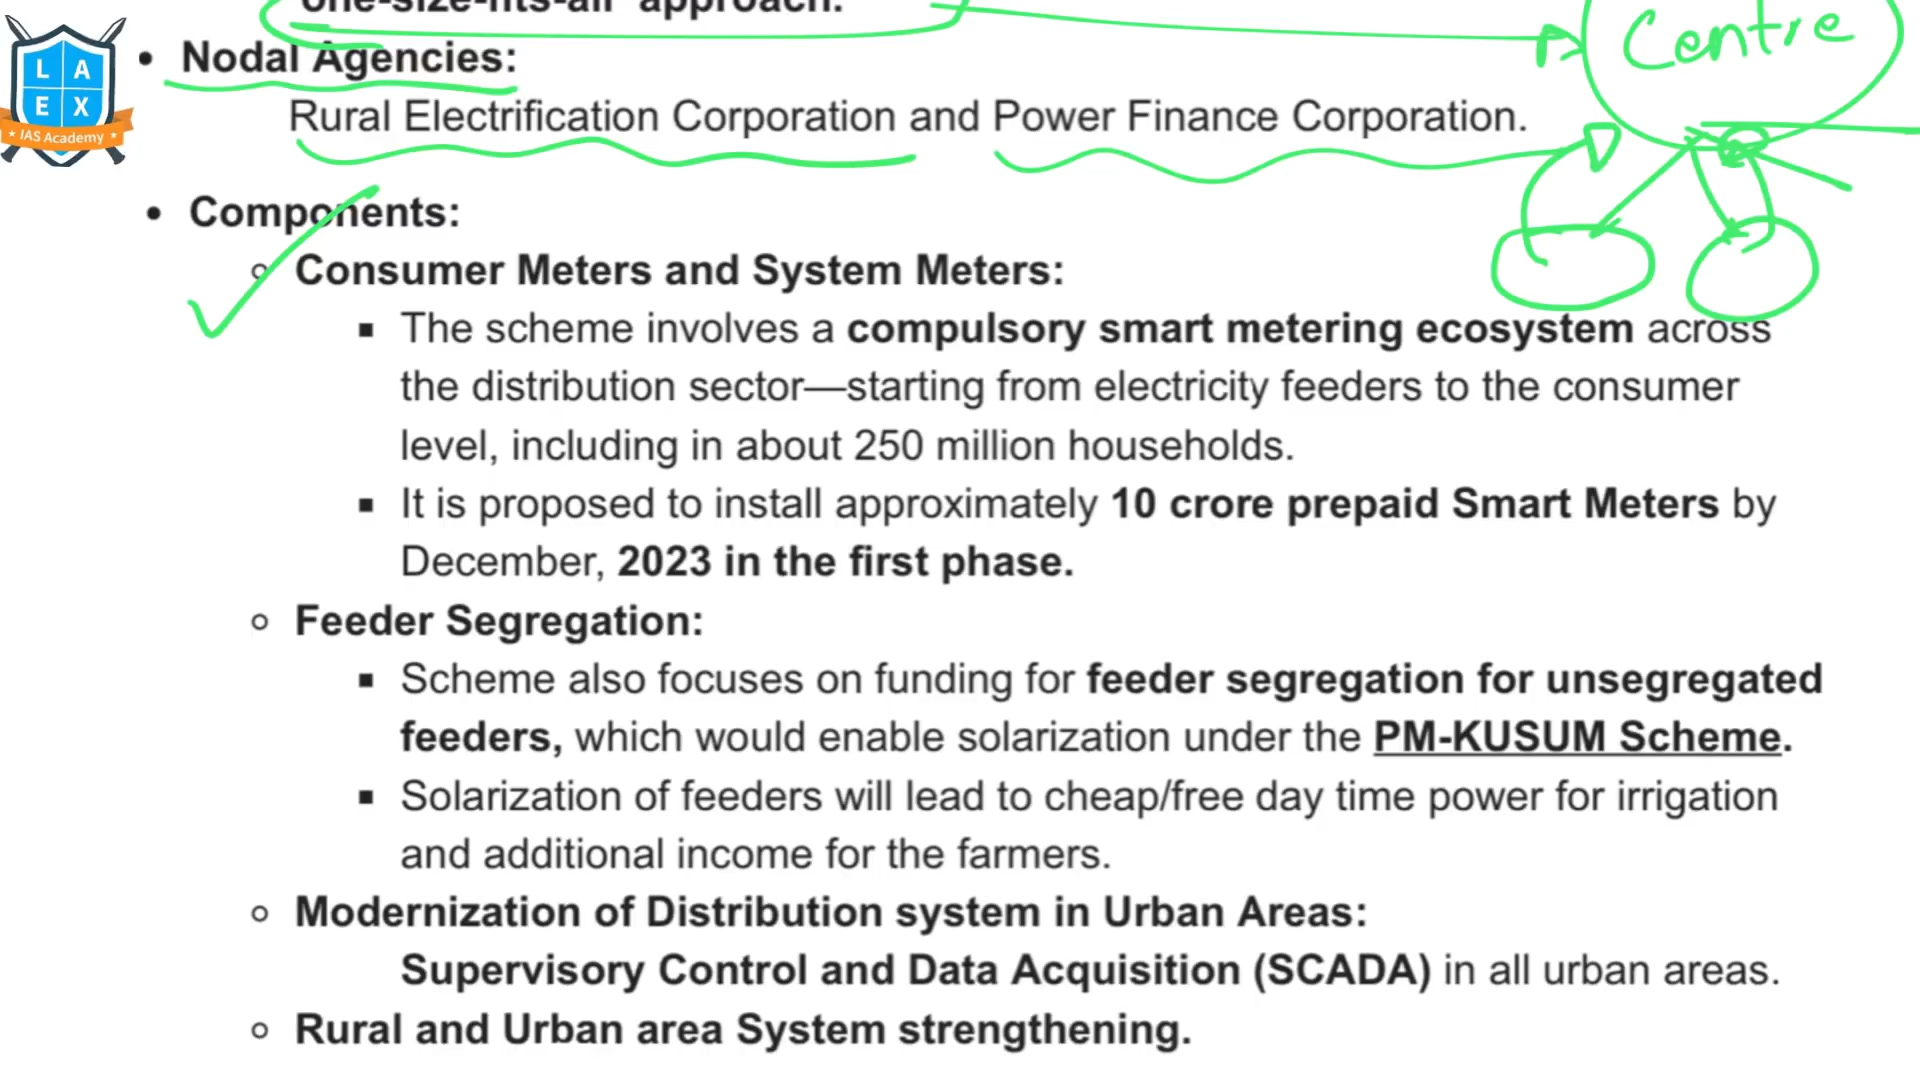 one-size-fits-all" approach.
Centre
LAEX
IAS Academy
• Nodal Agencies:
Rural Electrification Corporation and Power Finance Corporation.
• Components:
Consumer Meters and System Meters:
▪ The scheme involves a compulsory smart metering ecosystem across
the distribution sector—starting from electricity feeders to the consumer
level, including in about 250 million households.
▪ It is proposed to install approximately 10 crore prepaid Smart Meters by
December, 2023 in the first phase.
Feeder Segregation:
▪ Scheme also focuses on funding for feeder segregation for unsegregated
feeders, which would enable solarization under the PM-KUSUM Scheme.
▪ Solarization of feeders will lead to cheap/free day time power for irrigation
and additional income for the farmers.
Modernization of Distribution system in Urban Areas:
Supervisory Control and Data Acquisition (SCADA) in all urban areas.
Rural and Urban area System strengthening.